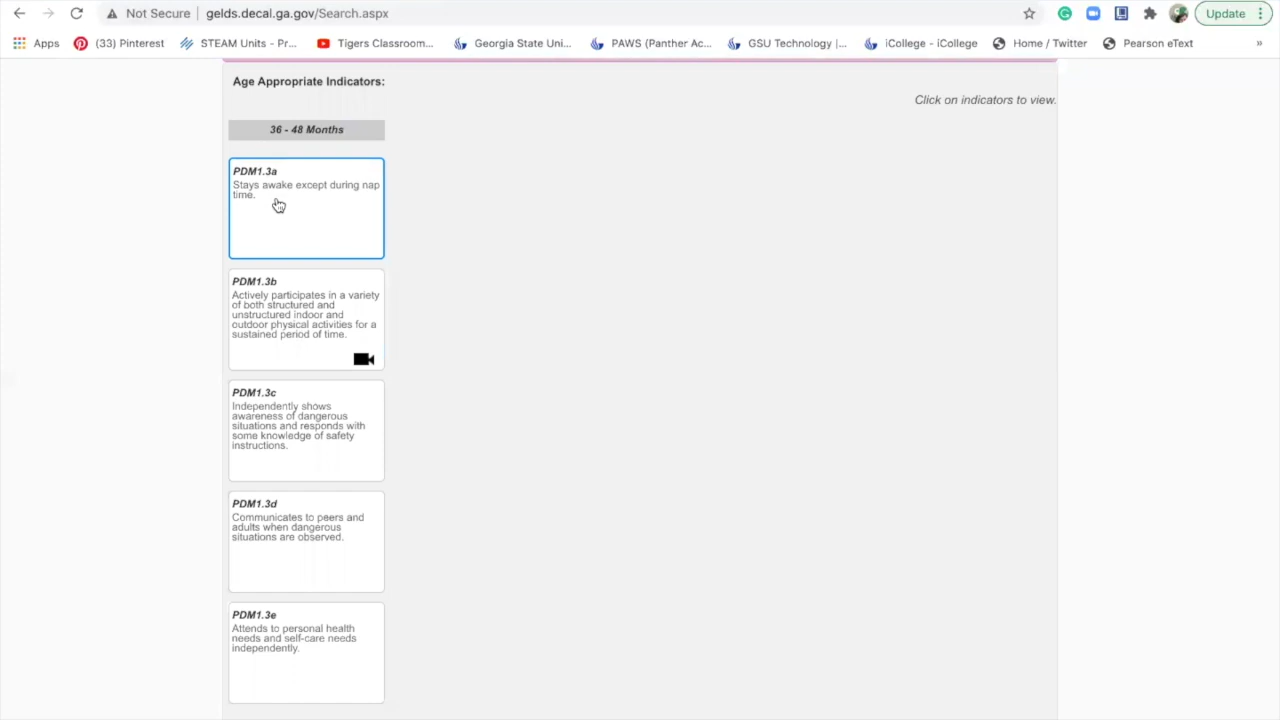 Not Secure | gelds.decal.ga.gov/Search.aspx
Update
Apps
(33) Pinterest
STEAM Units - Pr...
Tigers Classroom...
Georgia State Uni...
PAWS (Panther Ac...
GSU Technology |...
iCollege - iCollege
Home / Twitter
Pearson eText
»
Age Appropriate Indicators:
Click on indicators to view.
36 - 48 Months
PDM1.3a
Stays awake except during nap
time.
PDM1.3b
Actively participates in a variety
of both structured and
unstructured indoor and
outdoor physical activities for a
sustained period of time.
PDM1.3c
Independently shows
awareness of dangerous
situations and responds with
some knowledge of safety
instructions.
PDM1.3d
Communicates to peers and
adults when dangerous
situations are observed.
PDM1.3e
Attends to personal health
needs and self-care needs
independently.